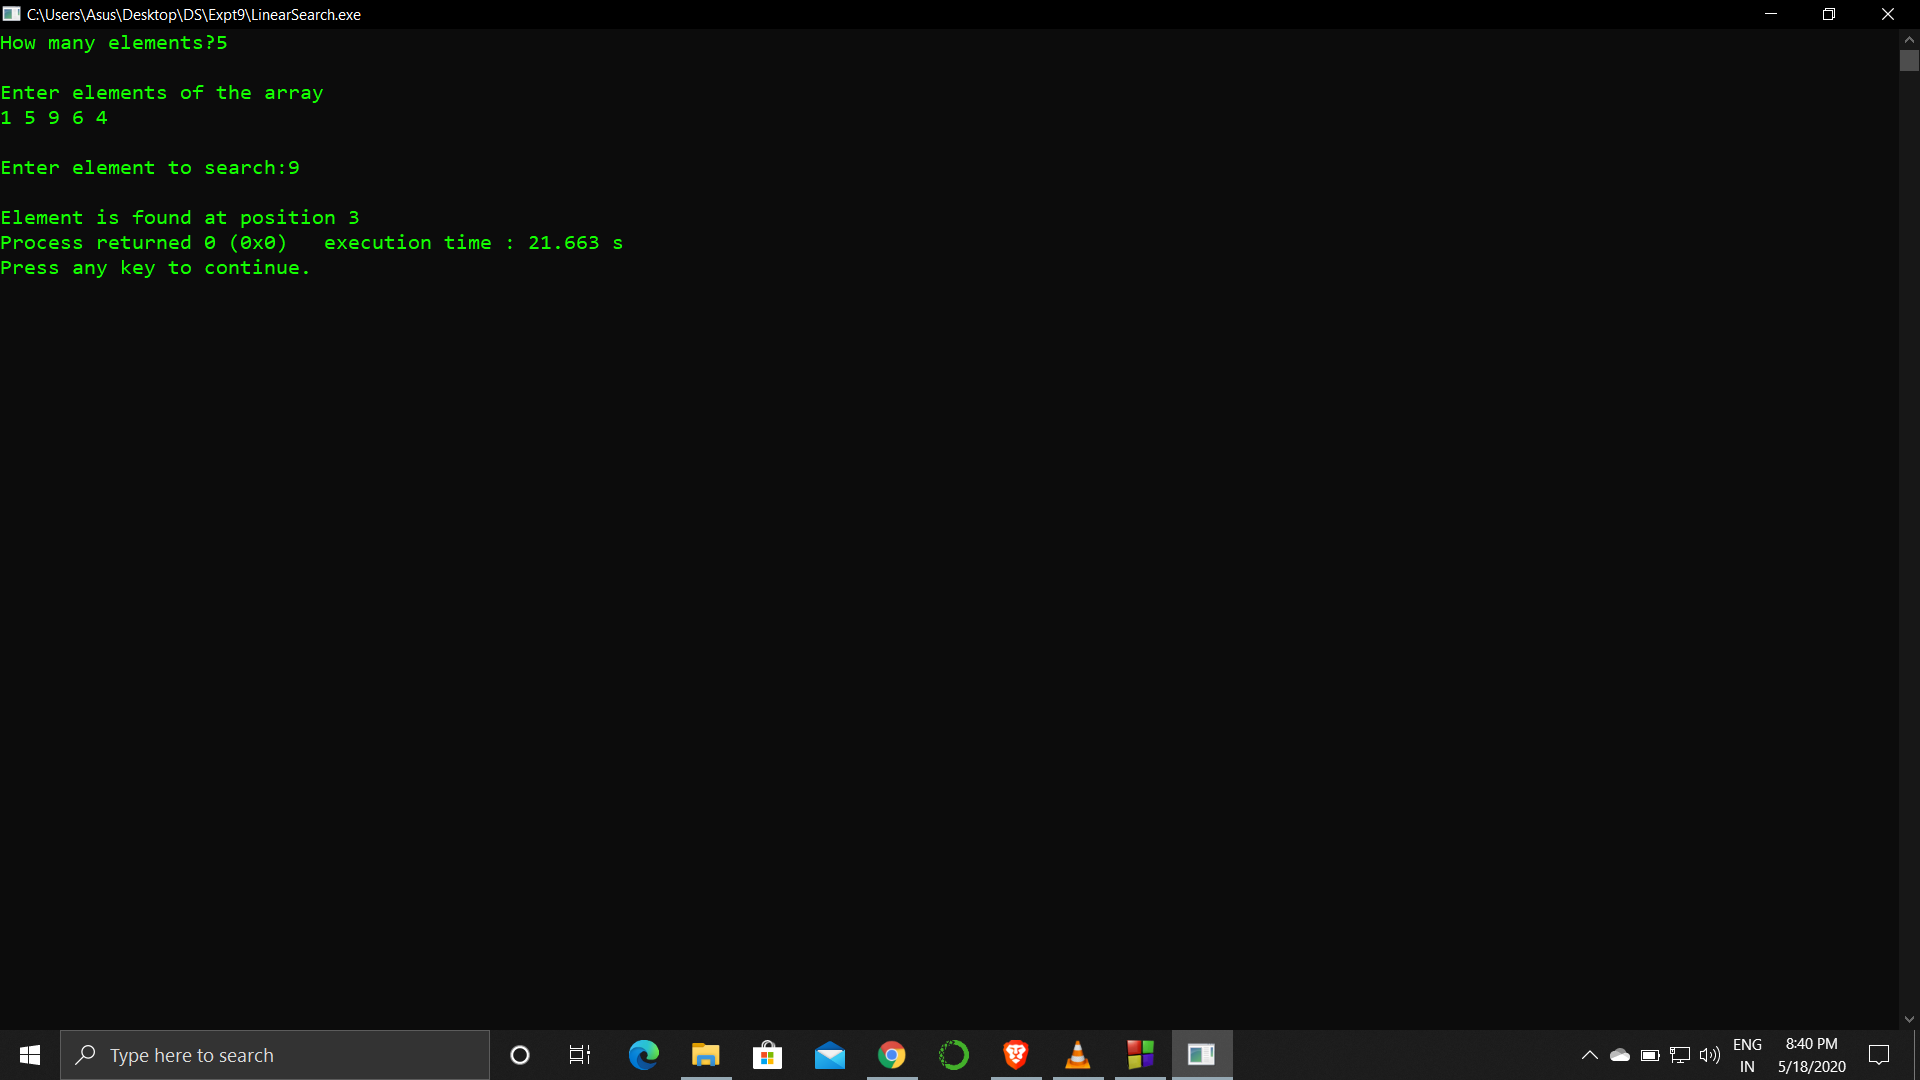 C:\Users\Asus\Desktop\DS\Expt9\LinearSearch.exe
How many elements?5
Enter elements of the array
1 5 9 6 4
Enter element to search:9
Element is found at position 3
Process returned 0 (0x0)   execution time : 21.663 s
Press any key to continue.
Type here to search
ENG
IN
8:40 PM
5/18/2020